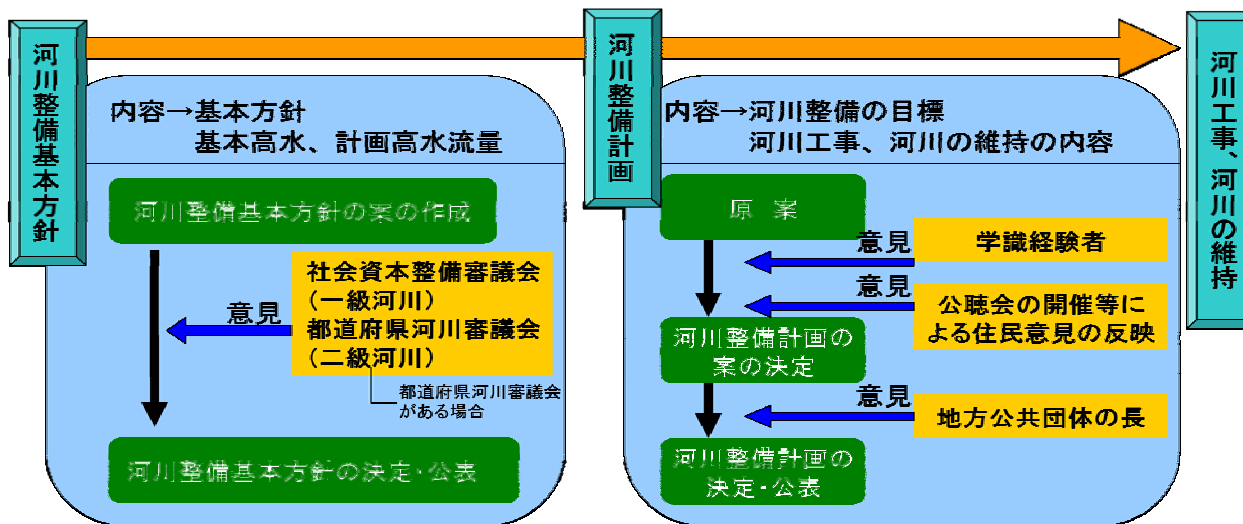 河川整備基本方針
内容→基本方針
基本高水、計画高水流量
河川整備基本方針の案の作成
意見
社会資本整備審議会
(一級河川)
都道府県河川審議会
(二級河川)
都道府県河川審議会
がある場合
河川整備基本方針の決定・公表
河川整備計画
内容→河川整備の目標
河川工事、河川の維持の内容
原 案
意見
学識経験者
意見
公聴会の開催等に
よる住民意見の反映
河川整備計画の
案の決定
意見
地方公共団体の長
河川整備計画の
決定・公表
河川工事、河川の維持